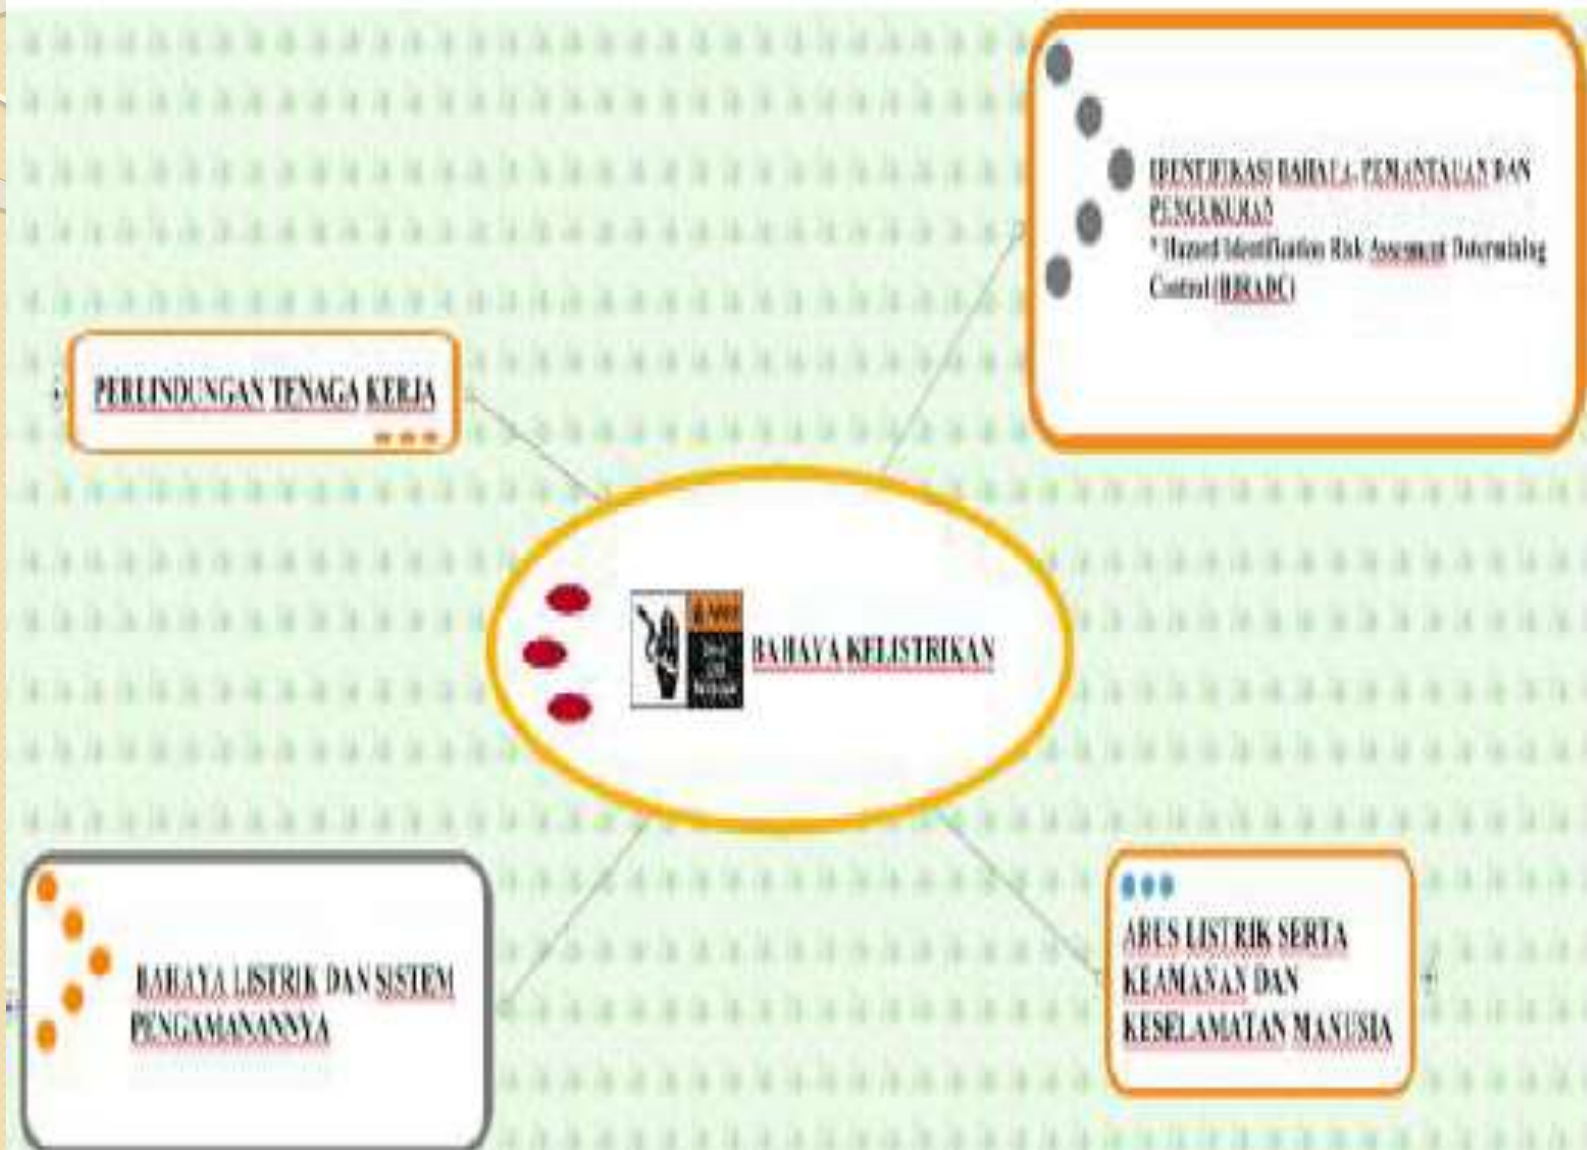 IDENTIFIKASI BAHAYA, PEMANTAUAN DAN
PENGUKURAN
* Hazard Identification Risk Assesment Determining
Control (HIRADC)
PERLINDUNGAN TENAGA KERJA
BAHAYA KELISTRIKAN
BAHAYA LISTRIK DAN SISTEM
PENGAMANANNYA
ARUS LISTRIK SERTA
KEAMANAN DAN
KESELAMATAN MANUSIA